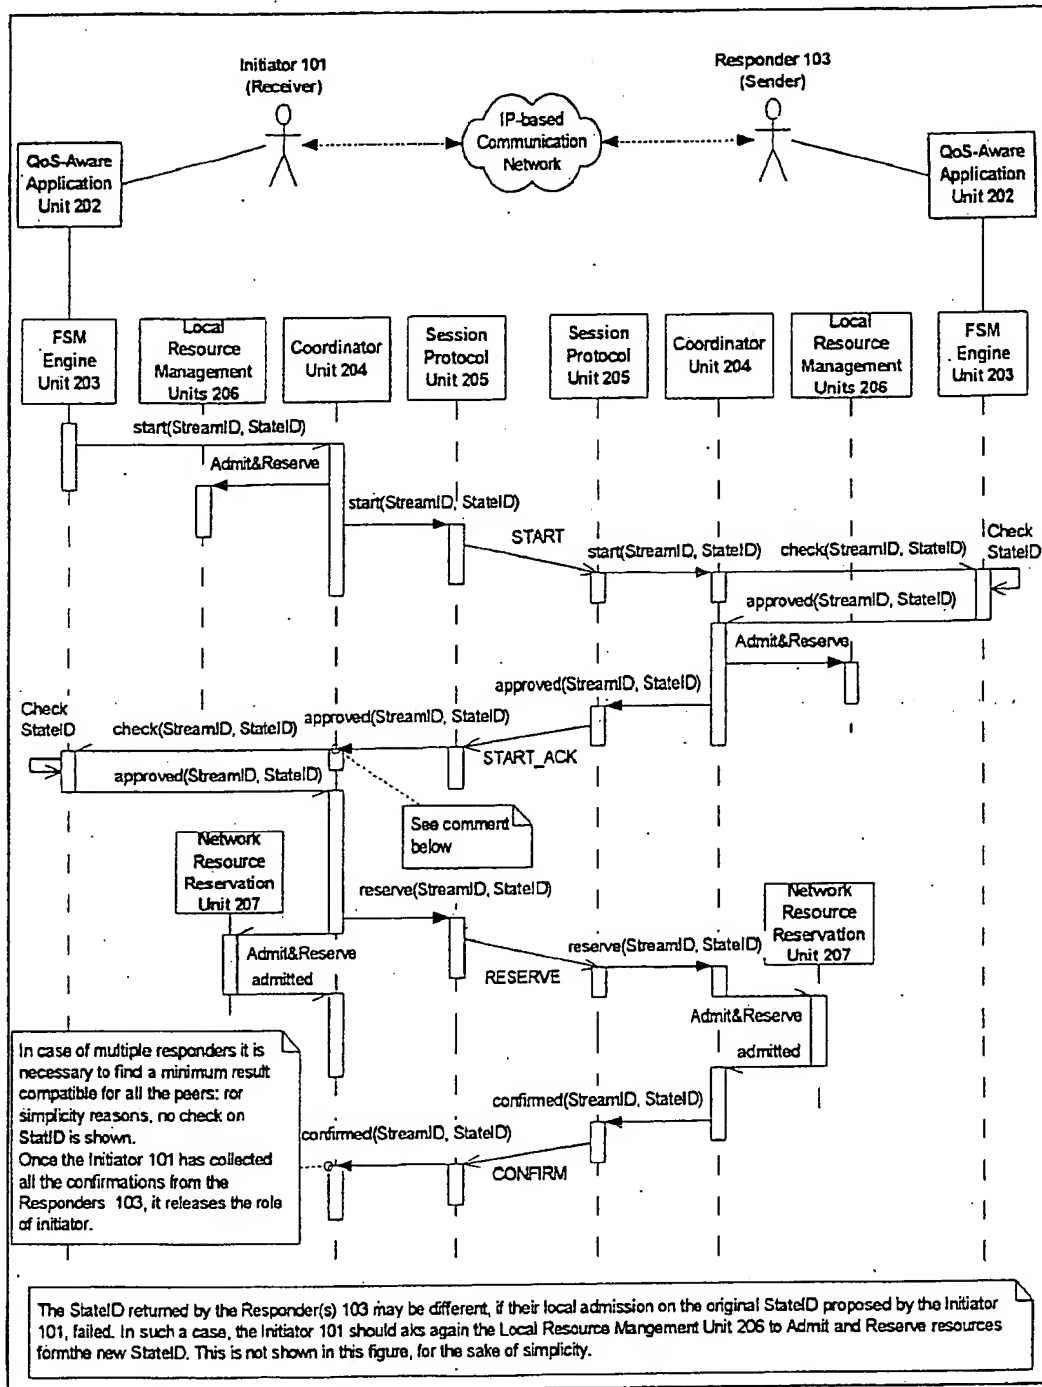 Initiator 101
(Receiver)
Responder 103
(Sender)
IP-based
Communication
Network
QoS-Aware
Application
Unit 202
QoS-Aware
Application
Unit 202
FSM
Engine
Unit 203
Local
Resource
Management
Units 206
Coordinator
Unit 204
Session
Protocol
Unit 205
Session
Protocol
Unit 205
Coordinator
Unit 204
Local
Resource
Management
Units 206
FSM
Engine
Unit 203
start(StreamID, StateID)
Admit&Reserve
start(StreamID, StateID)
START
start(StreamID, StateID)
check(StreamID, StateID)
Check
StateID
approved(StreamID, StateID)
Admit&Reserve
approved(StreamID, StateID)
Check
StateID
check(StreamID, StateID)
approved(StreamID, StateID)
START_ACK
approved(StreamID, StateID)
See comment
below
Network
Resource
Reservation
Unit 207
reserve(StreamID, StateID)
Network
Resource
Reservation
Unit 207
Admit&Reserve
admitted
RESERVE
reserve(StreamID, StateID)
Admit&Reserve
admitted
In case of multiple responders it is
necessary to find a minimum result
compatible for all the peers: ror
simplicity reasons, no check on
StatID is shown.
Once the Initiator 101 has collected
all the confirmations from the
Responders 103, it releases the role
of initiator.
confirmed(StreamID, StateID)
confirmed(StreamID, StateID)
CONFIRM
The StateID returned by the Responder(s) 103 may be different, if their local admission on the original StateID proposed by the Initiator
101, failed. In such a case, the Initiator 101 should aks again the Local Resource Mangement Unit 206 to Admit and Reserve resources
formthe new StateID. This is not shown in this figure, for the sake of simplicity.